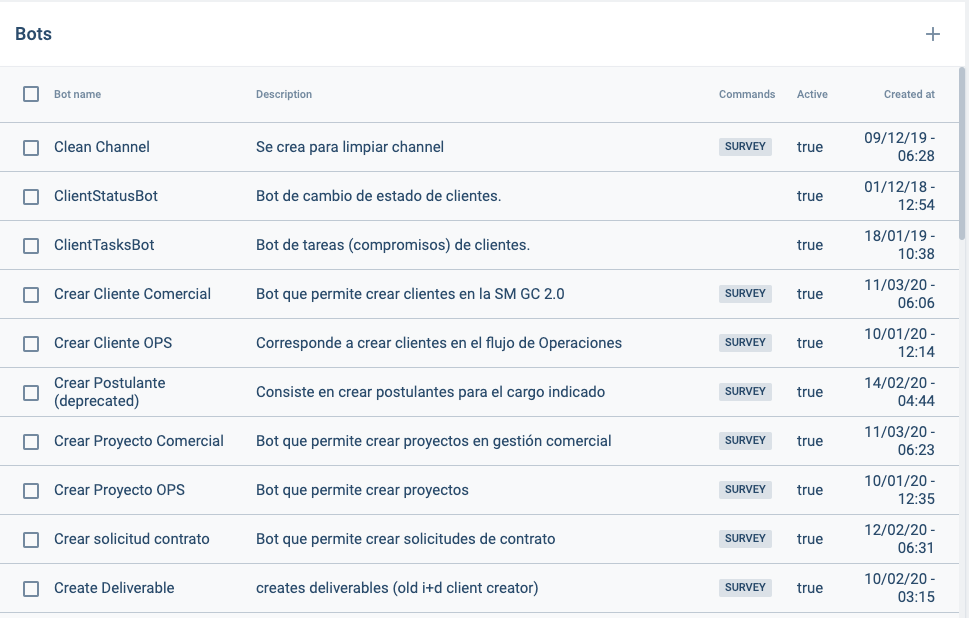 Bots
Bot name Description Commands Active Created at
Clean Channel Se crea para limpiar channel SURVEY true 09/12/19 -
06:28
ClientStatusBot Bot de cambio de estado de clientes. true 01/12/18 -
12:54
ClientTasksBot Bot de tareas (compromisos) de clientes. true 18/01/19 -
10:38
Crear Cliente Comercial Bot que permite crear clientes en la SM GC 2.0 SURVEY true 11/03/20 -
06:06
Crear Cliente OPS Corresponde a crear clientes en el flujo de Operaciones SURVEY true 10/01/20 -
12:14
Crear Postulante
(deprecated) Consiste en crear postulantes para el cargo indicado SURVEY true 14/02/20 -
04:44
Crear Proyecto Comercial Bot que permite crear proyectos en gestión comercial SURVEY true 11/03/20 -
06:23
Crear Proyecto OPS Bot que permite crear proyectos SURVEY true 10/01/20 -
12:35
Crear solicitud contrato Bot que permite crear solicitudes de contrato SURVEY true 12/02/20 -
06:31
Create Deliverable creates deliverables (old i+d client creator) SURVEY true 10/02/20 -
03:15